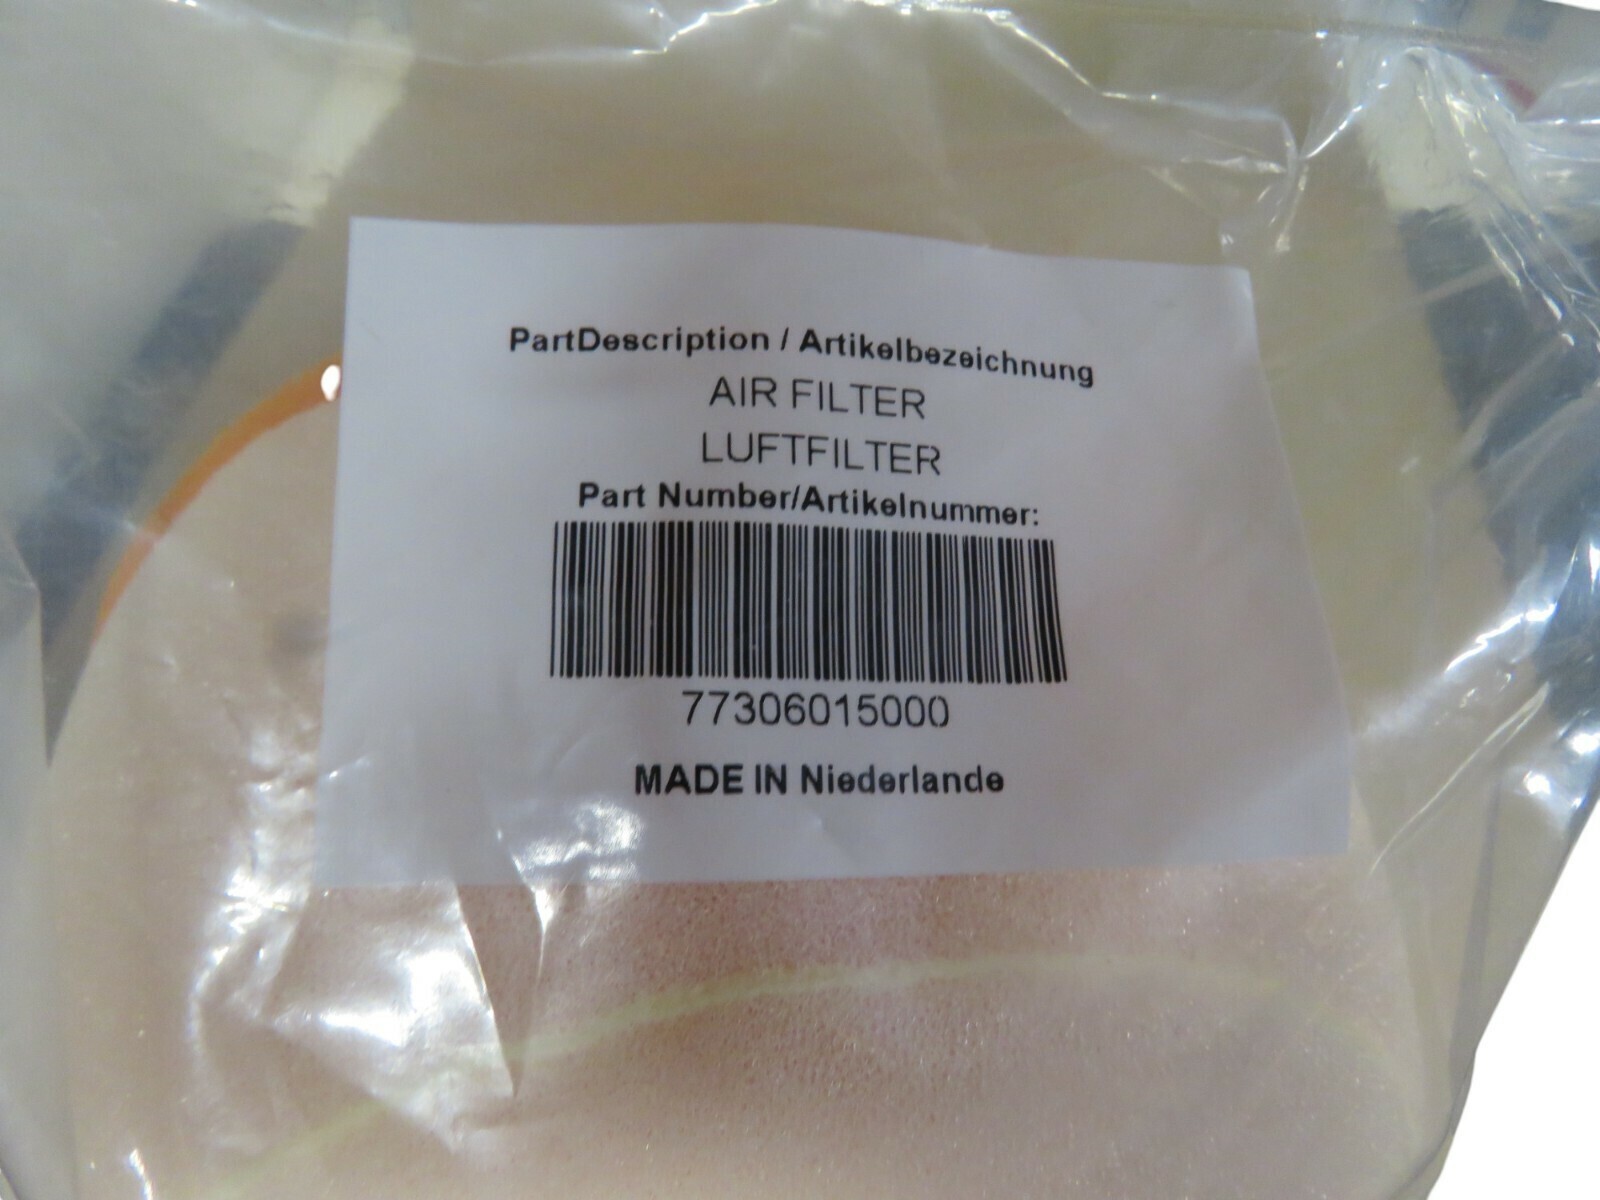 PartDescription / Artikelbezeichnung
AIR FILTER
LUFTFILTER
Part Number/Artikelnummer:
77306015000
MADE IN Niederlande